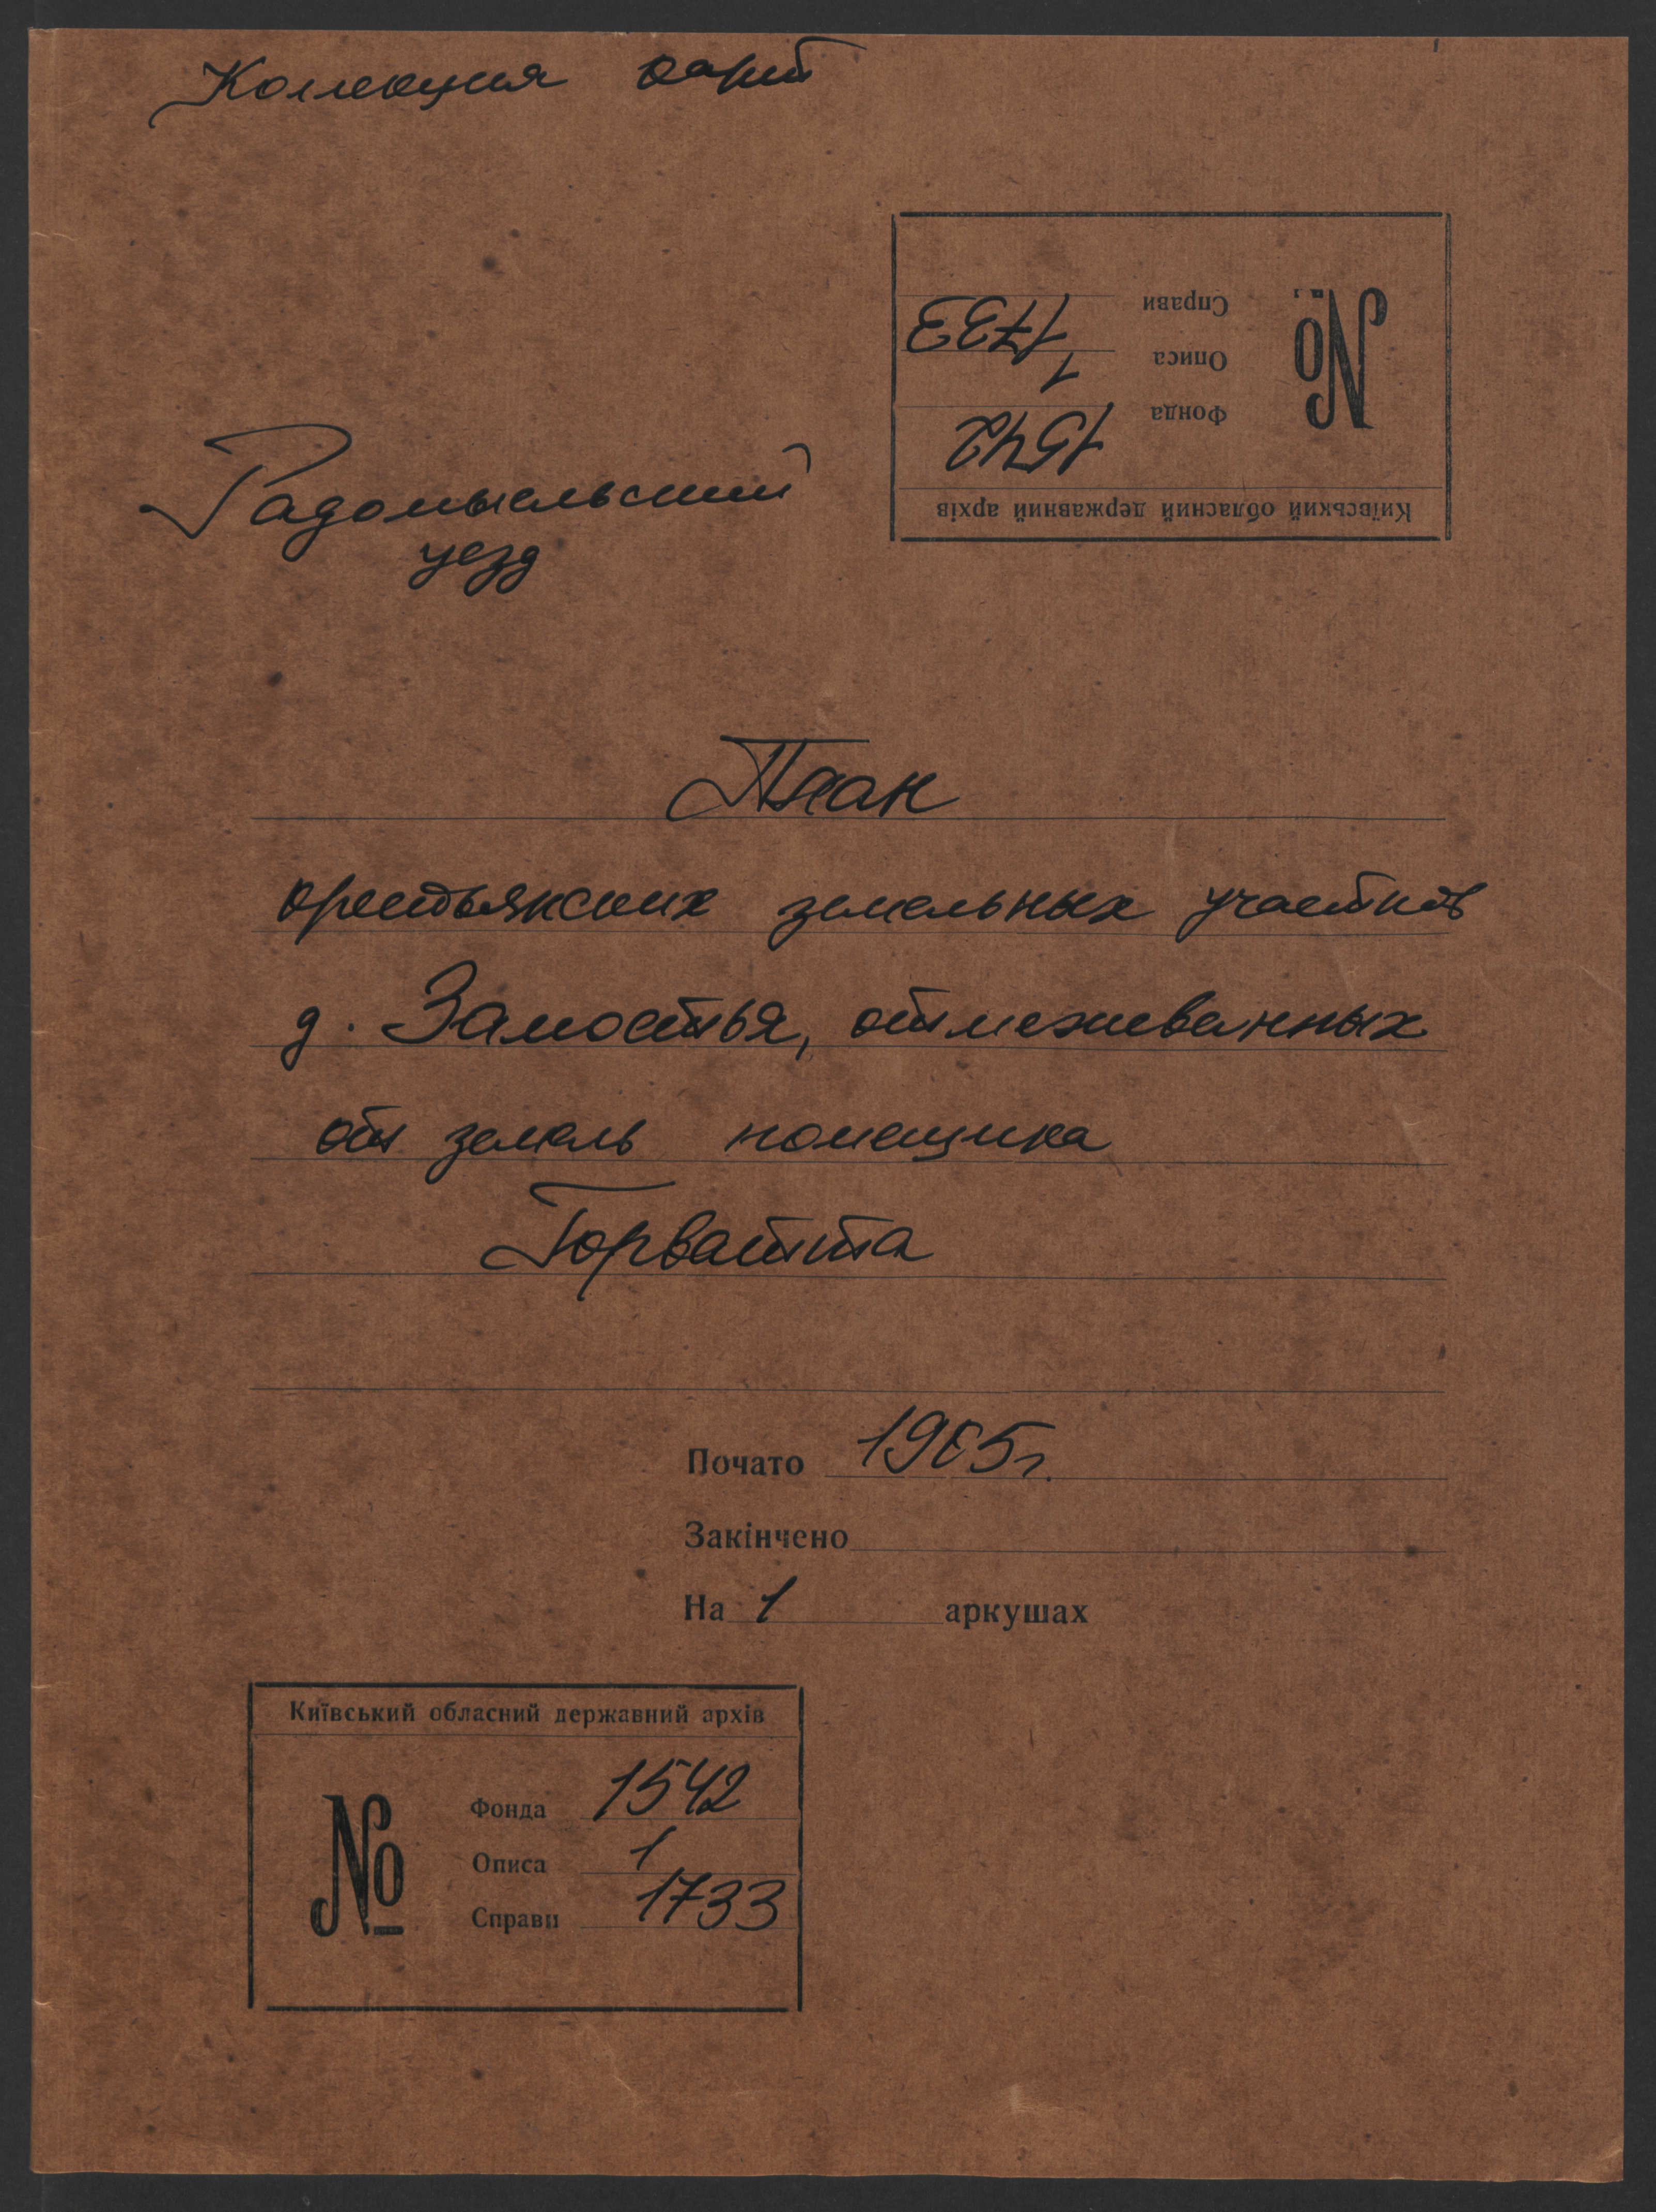 Коллекция карт
Київський обласний державний архів
№
Фонда 1542
Описа 1
Справи 1733
Радомысльский
уезд
План
крестьянских земельных участков
д. Замостья, отмежеванных
от земель помещика
Горватта
Почато 1905г.
Закінчено
На 1 аркушах
Київський обласний державний архів
№
Фонда 1542
Описа 1
Справи 1733